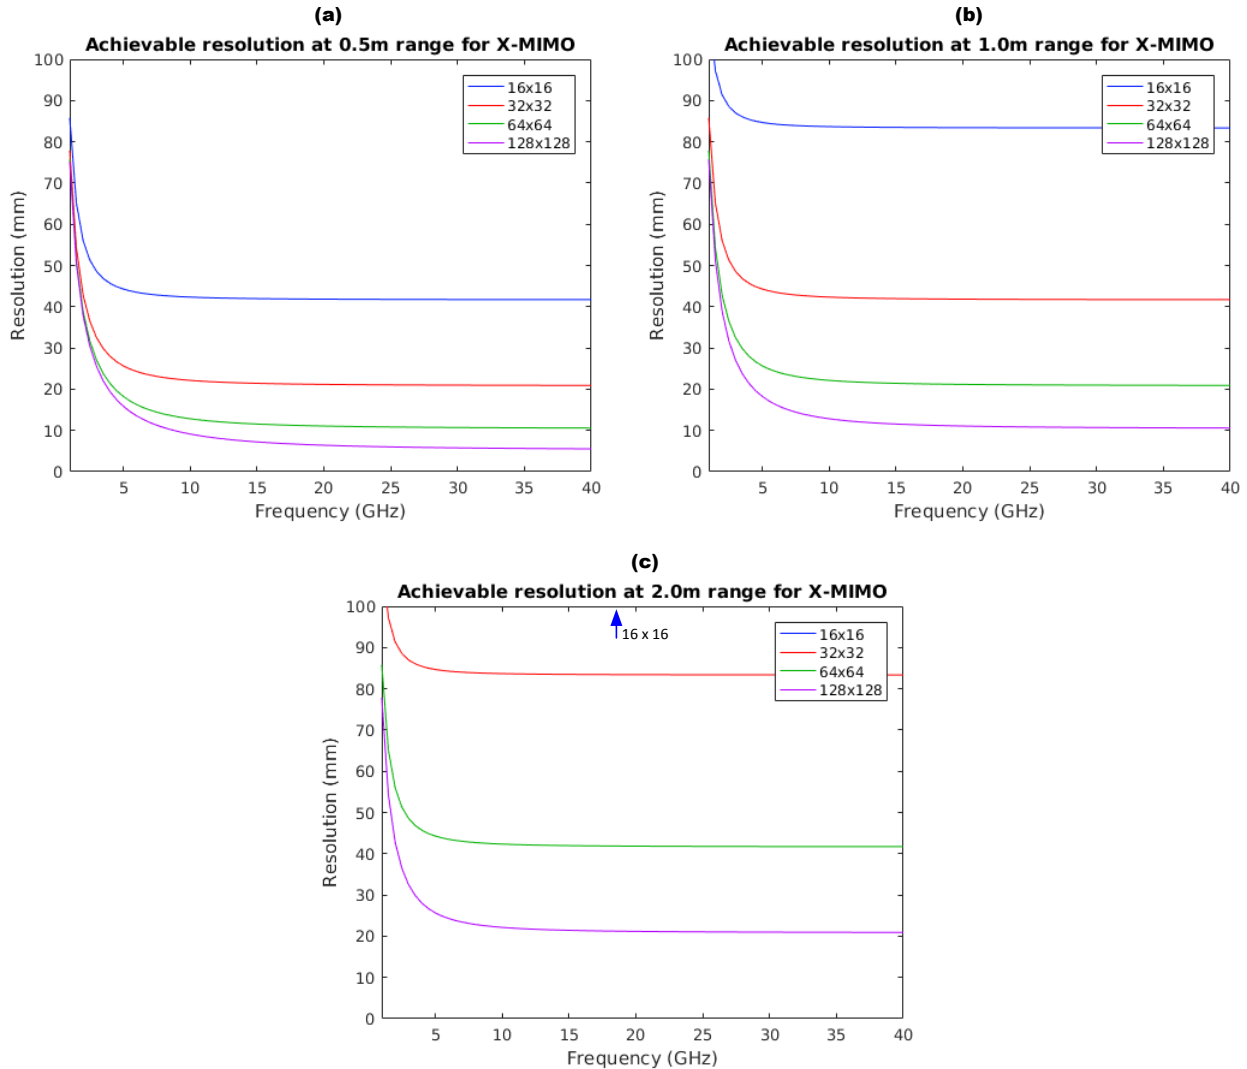 (a)
Achievable resolution at 0.5m range for X-MIMO
100
90
80
70
60
50
40
30
20
10
0
Resolution (mm)
16x16
32x32
64x64
128x128
5
10
15
20
25
30
35
40
Frequency (GHz)
(b)
Achievable resolution at 1.0m range for X-MIMO
100
90
80
70
60
50
40
30
20
10
0
Resolution (mm)
16x16
32x32
64x64
128x128
5
10
15
20
25
30
35
40
Frequency (GHz)
(c)
Achievable resolution at 2.0m range for X-MIMO
100
90
80
70
60
50
40
30
20
10
0
Resolution (mm)
16 x 16
16x16
32x32
64x64
128x128
5
10
15
20
25
30
35
40
Frequency (GHz)